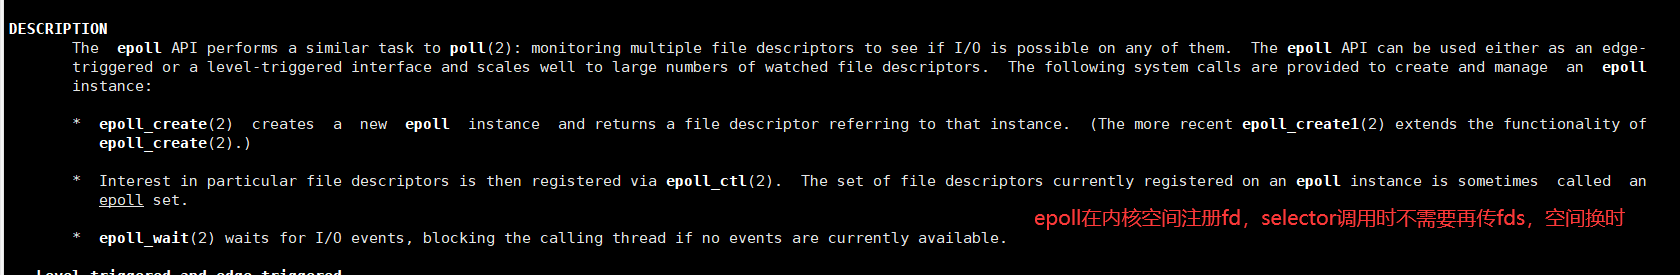 DESCRIPTION
The epoll API performs a similar task to poll(2): monitoring multiple file descriptors to see if I/O is possible on any of them. The epoll API can be used either as an edge-
triggered or a level-triggered interface and scales well to large numbers of watched file descriptors. The following system calls are provided to create and manage an epoll
instance:
* epoll_create(2) creates a new epoll instance and returns a file descriptor referring to that instance. (The more recent epoll_create1(2) extends the functionality of
epoll_create(2).)
* Interest in particular file descriptors is then registered via epoll_ctl(2). The set of file descriptors currently registered on an epoll instance is sometimes called an
epoll set.
epoll在内核空间注册fd，selector调用时不需要再传fds，空间换时
* epoll_wait(2) waits for I/O events, blocking the calling thread if no events are currently available.
Level-triggered and edge-triggered